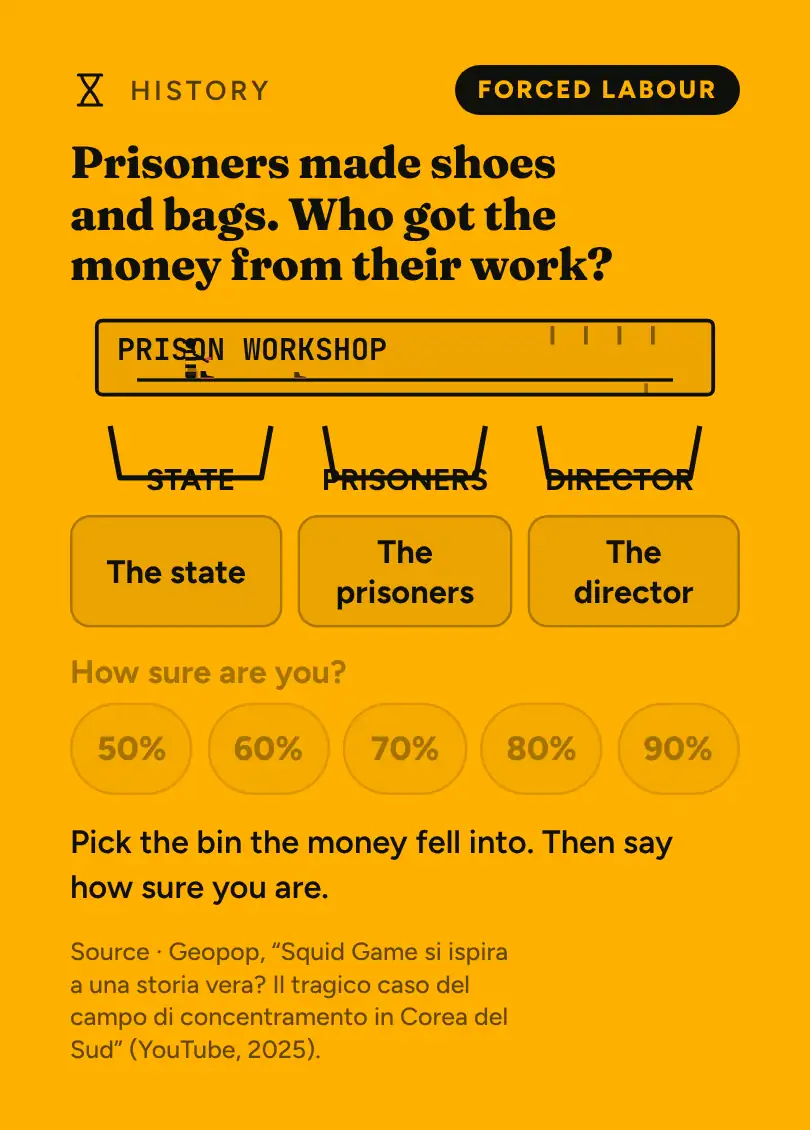 HISTORY
FORCED LABOUR
Prisoners made shoes
and bags. Who got the
money from their work?
PRISON WORKSHOP
STATE
PRISONERS
DIRECTOR
The state
The
prisoners
The
director
How sure are you?
50%
60%
70%
80%
90%
Pick the bin the money fell into. Then say
how sure you are.
Source · Geopop, “Squid Game si ispira
a una storia vera? Il tragico caso del
campo di concentramento in Corea del
Sud” (YouTube, 2025).